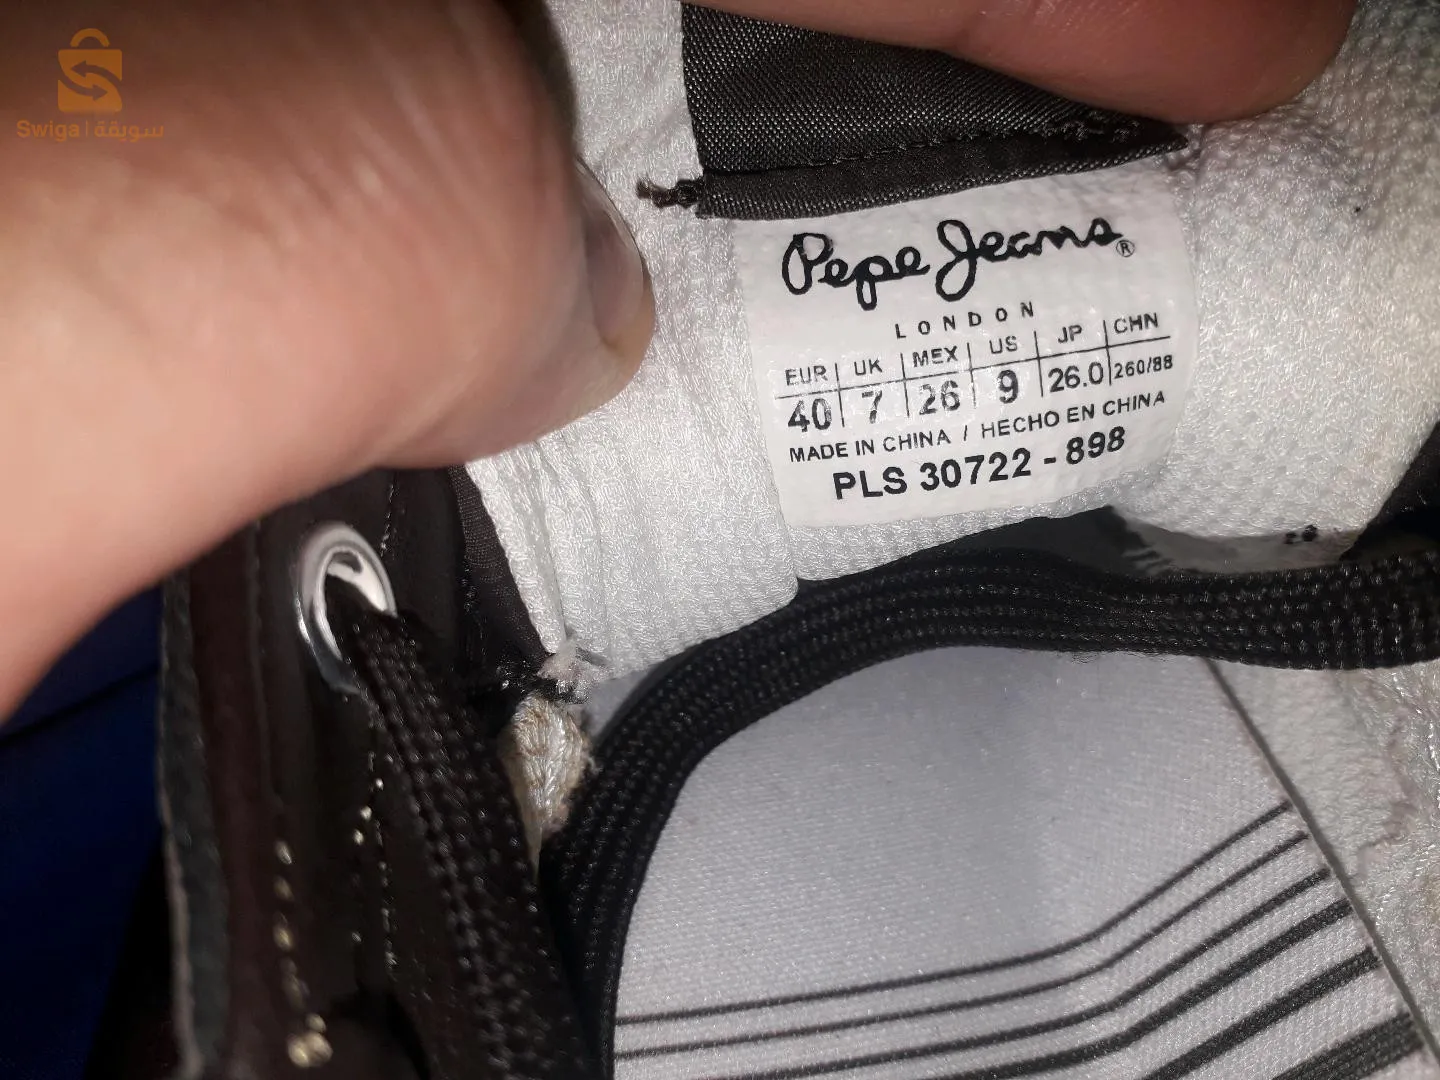 Swiga | سويقة
Pepe Jeans®
LONDON
EUR UK MEX US JP CHN
40 7 26 9 26.0 260/88
MADE IN CHINA / HECHO EN CHINA
PLS 30722 - 898